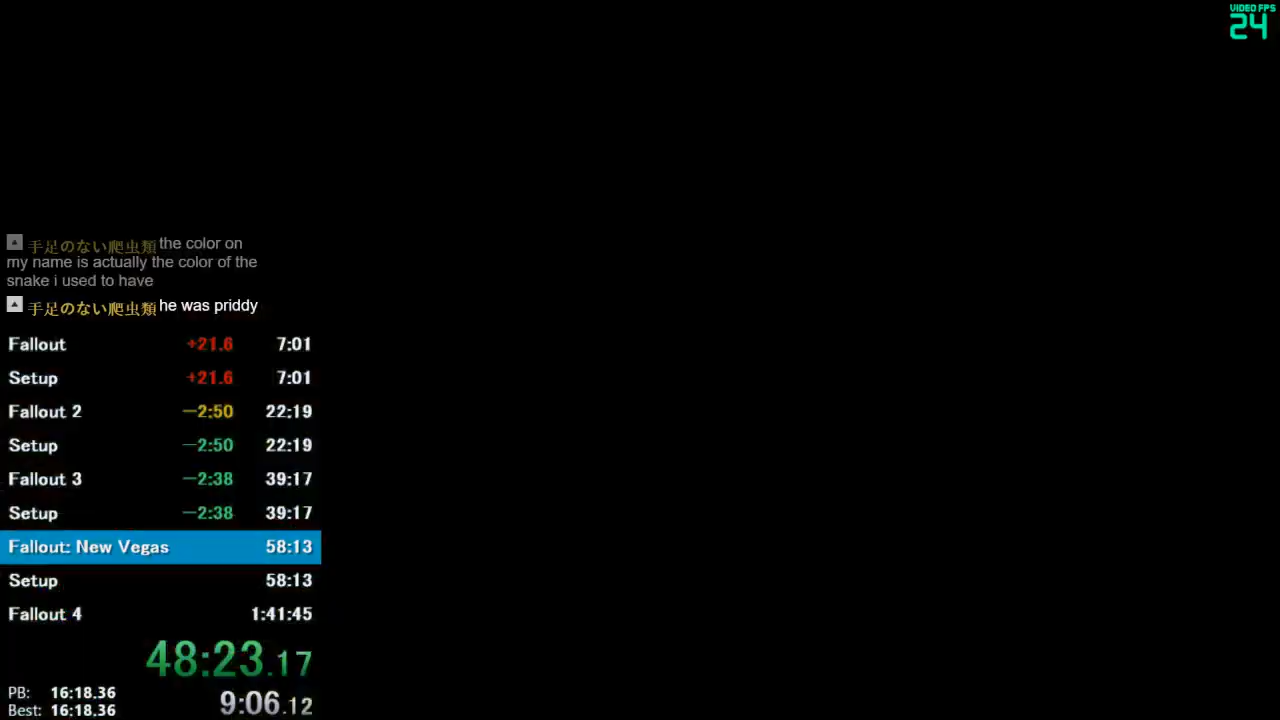 VIDEO FPS
24
手足のない爬虫類 the color on
my name is actually the color of the
snake i used to have
手足のない爬虫類 he was priddy
Fallout +21.6 7:01
Setup +21.6 7:01
Fallout 2 −2:50 22:19
Setup −2:50 22:19
Fallout 3 −2:38 39:17
Setup −2:38 39:17
Fallout: New Vegas 58:13
Setup 58:13
Fallout 4 1:41:45
48:23.17
PB: 16:18.36
Best: 16:18.36
9:06.12